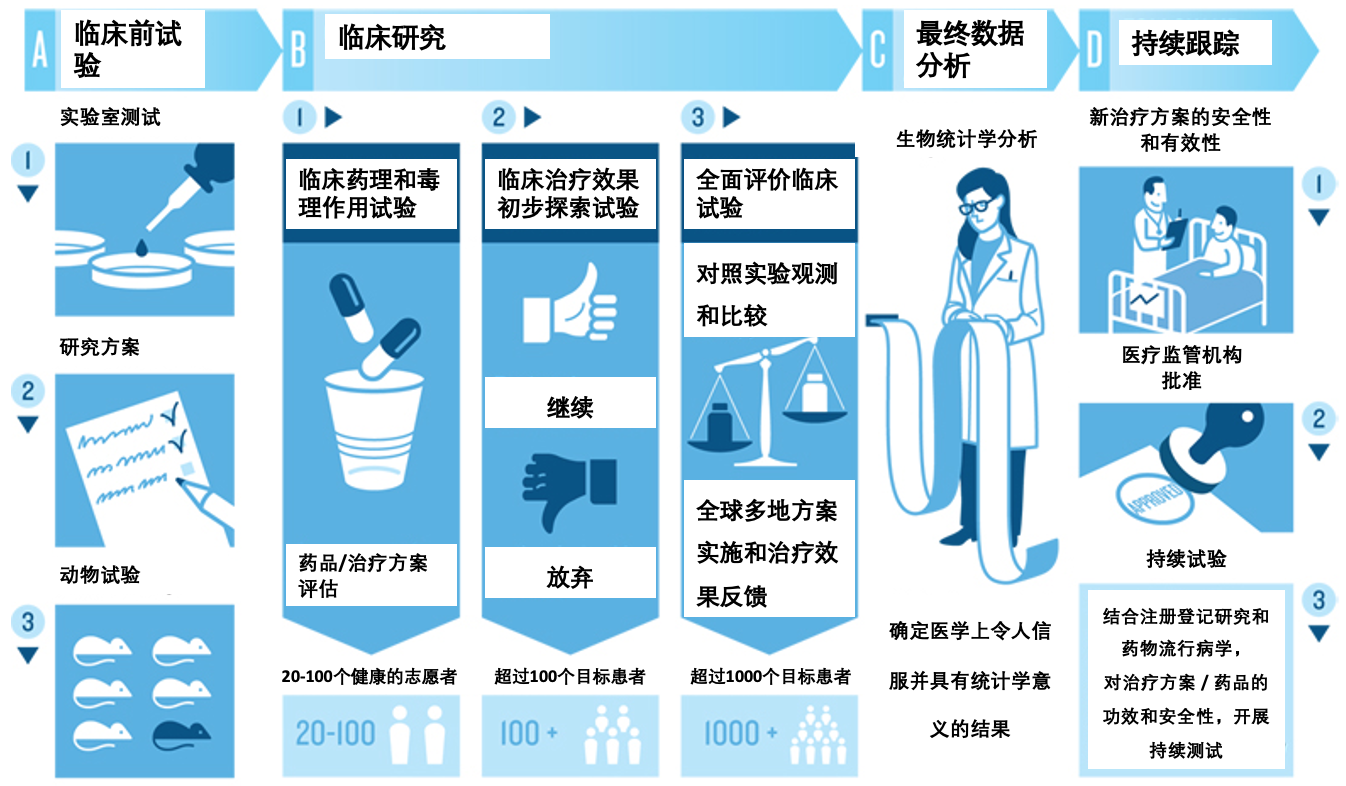 A
临床前试
验
实验室测试
1
研究方案
2
动物试验
3
B
临床研究
1
临床药理和毒
理作用试验
药品/治疗方案
评估
20-100个健康的志愿者
20-100
2
临床治疗效果
初步探索试验
继续
放弃
超过100个目标患者
100 +
3
全面评价临床
试验
对照实验观测
和比较
全球多地方案
实施和治疗效
果反馈
超过1000个目标患者
1000 +
C
最终数据
分析
生物统计学分析
确定医学上令人信
服并具有统计学意
义的结果
D
持续跟踪
新治疗方案的安全性
和有效性
1
医疗监管机构
批准
2
APPROVED
持续试验
3
结合注册登记研究和
药物流行病学，
对治疗方案 / 药品的
功效和安全性，开展
持续测试